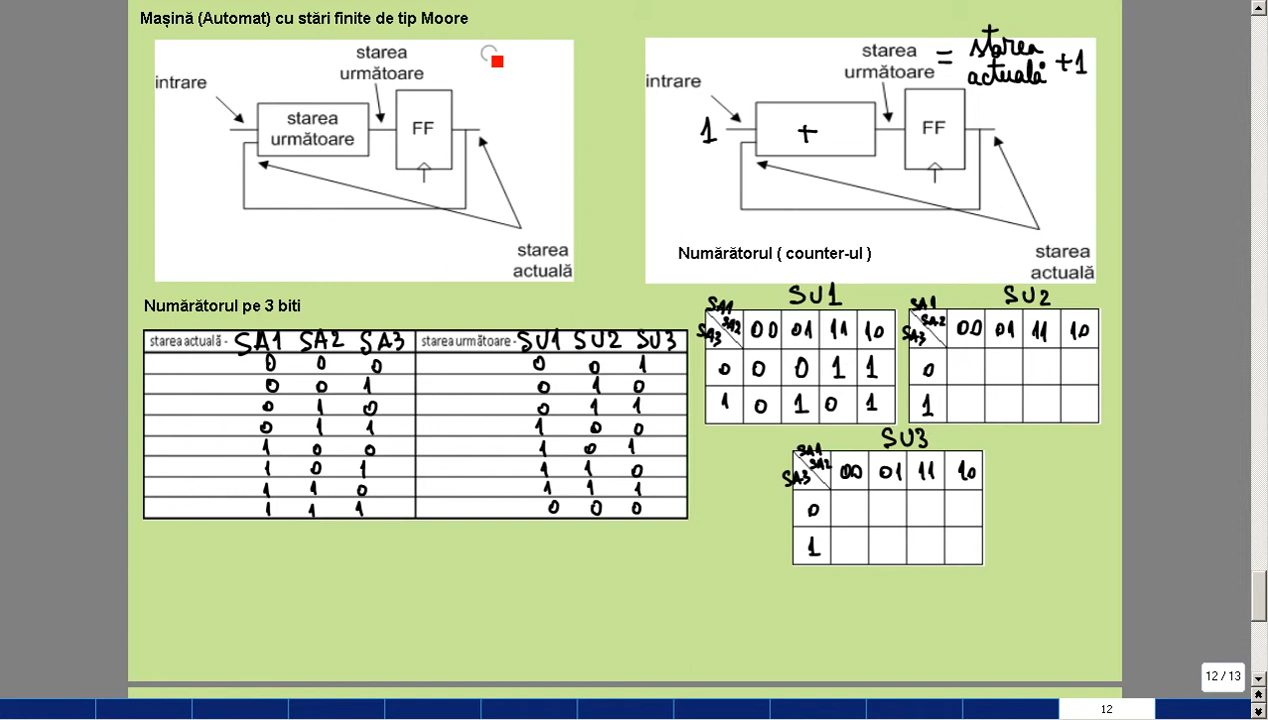 Mașină (Automat) cu stări finite de tip Moore
starea
următoare
intrare
starea
următoare
FF
starea
actuală
starea
următoare
= starea
actuală +1
intrare
1
+
FF
Numărătorul ( counter-ul )
starea
actuală
Numărătorul pe 3 biti
starea actuală - SA1 SA2 SA3 starea următoare - SU1 SU2 SU3
0 0 0 0 0 1
0 0 1 0 1 0
0 1 0 0 1 1
0 1 1 1 0 0
1 0 0 1 0 1
1 0 1 1 1 0
1 1 0 1 1 1
1 1 1 0 0 0
SU1
SA1
SA2
SA3
00 01 11 10
0 0 0 1 1
1 0 1 0 1
SU2
SA1
SA2
SA3
00 01 11 10
0
1
SU3
SA1
SA2
SA3
00 01 11 10
0
1
12 / 13
12